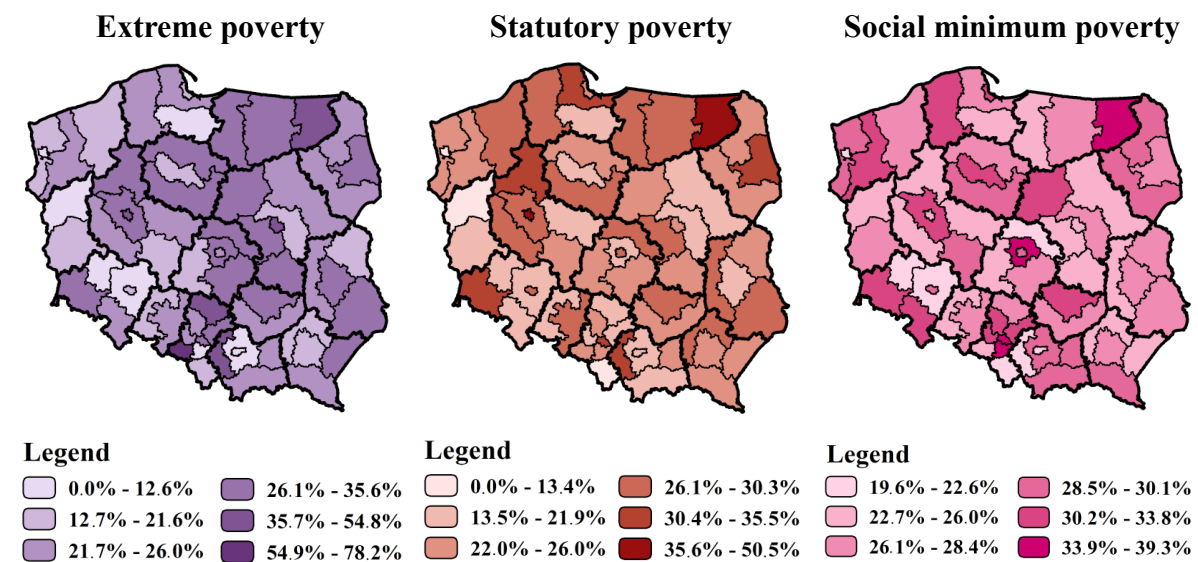 Extreme poverty
Statutory poverty
Social minimum poverty
Legend
0.0% - 12.6%
12.7% - 21.6%
21.7% - 26.0%
26.1% - 35.6%
35.7% - 54.8%
54.9% - 78.2%
Legend
0.0% - 13.4%
13.5% - 21.9%
22.0% - 26.0%
26.1% - 30.3%
30.4% - 35.5%
35.6% - 50.5%
Legend
19.6% - 22.6%
22.7% - 26.0%
26.1% - 28.4%
28.5% - 30.1%
30.2% - 33.8%
33.9% - 39.3%